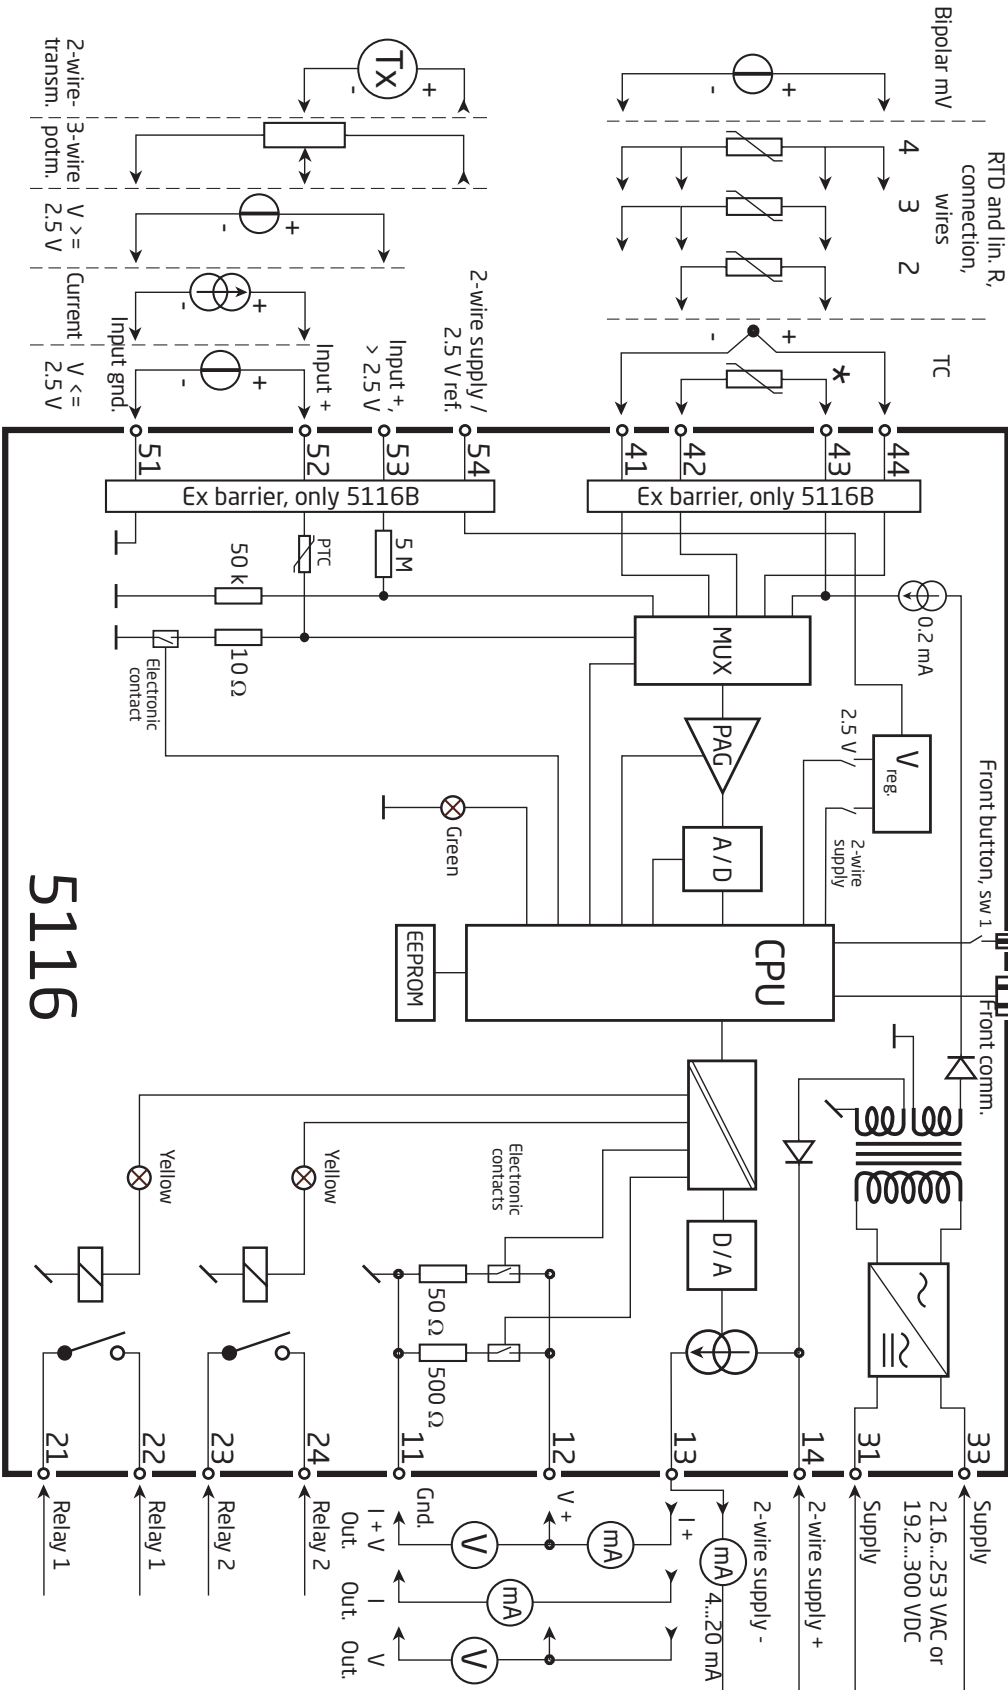 Bipolar mV
-
+
RTD and lin. R,
connection,
wires
4
3
2
TC
-
+
*
2-wire-
transm.
Tx
-
+
3-wire
potm.
V >=
2.5 V
-
+
Current
-
+
V <=
2.5 V
-
+
Input gnd.
Input +
Input +,
> 2.5 V
2-wire supply /
2.5 V ref.
51
52
53
54
41
42
43
44
Ex barrier, only 5116B
Ex barrier, only 5116B
PTC
5 M
50 k
10 Ω
Electronic
contact
MUX
0.2 mA
PAG
V
reg.
2.5 V
2-wire
supply
Front button, sw 1
Green
A / D
CPU
EEPROM
5116
Front comm.
Yellow
Yellow
Electronic
contacts
D / A
50 Ω
500 Ω
21
22
23
24
11
12
13
14
31
33
Relay 1
Relay 1
Relay 2
Relay 2
Gnd.
V +
I +
2-wire supply -
2-wire supply +
Supply
Supply
21.6...253 VAC or
19.2...300 VDC
I + V
Out.
V
mA
mA
4...20 mA
I
Out.
mA
V
Out.
V